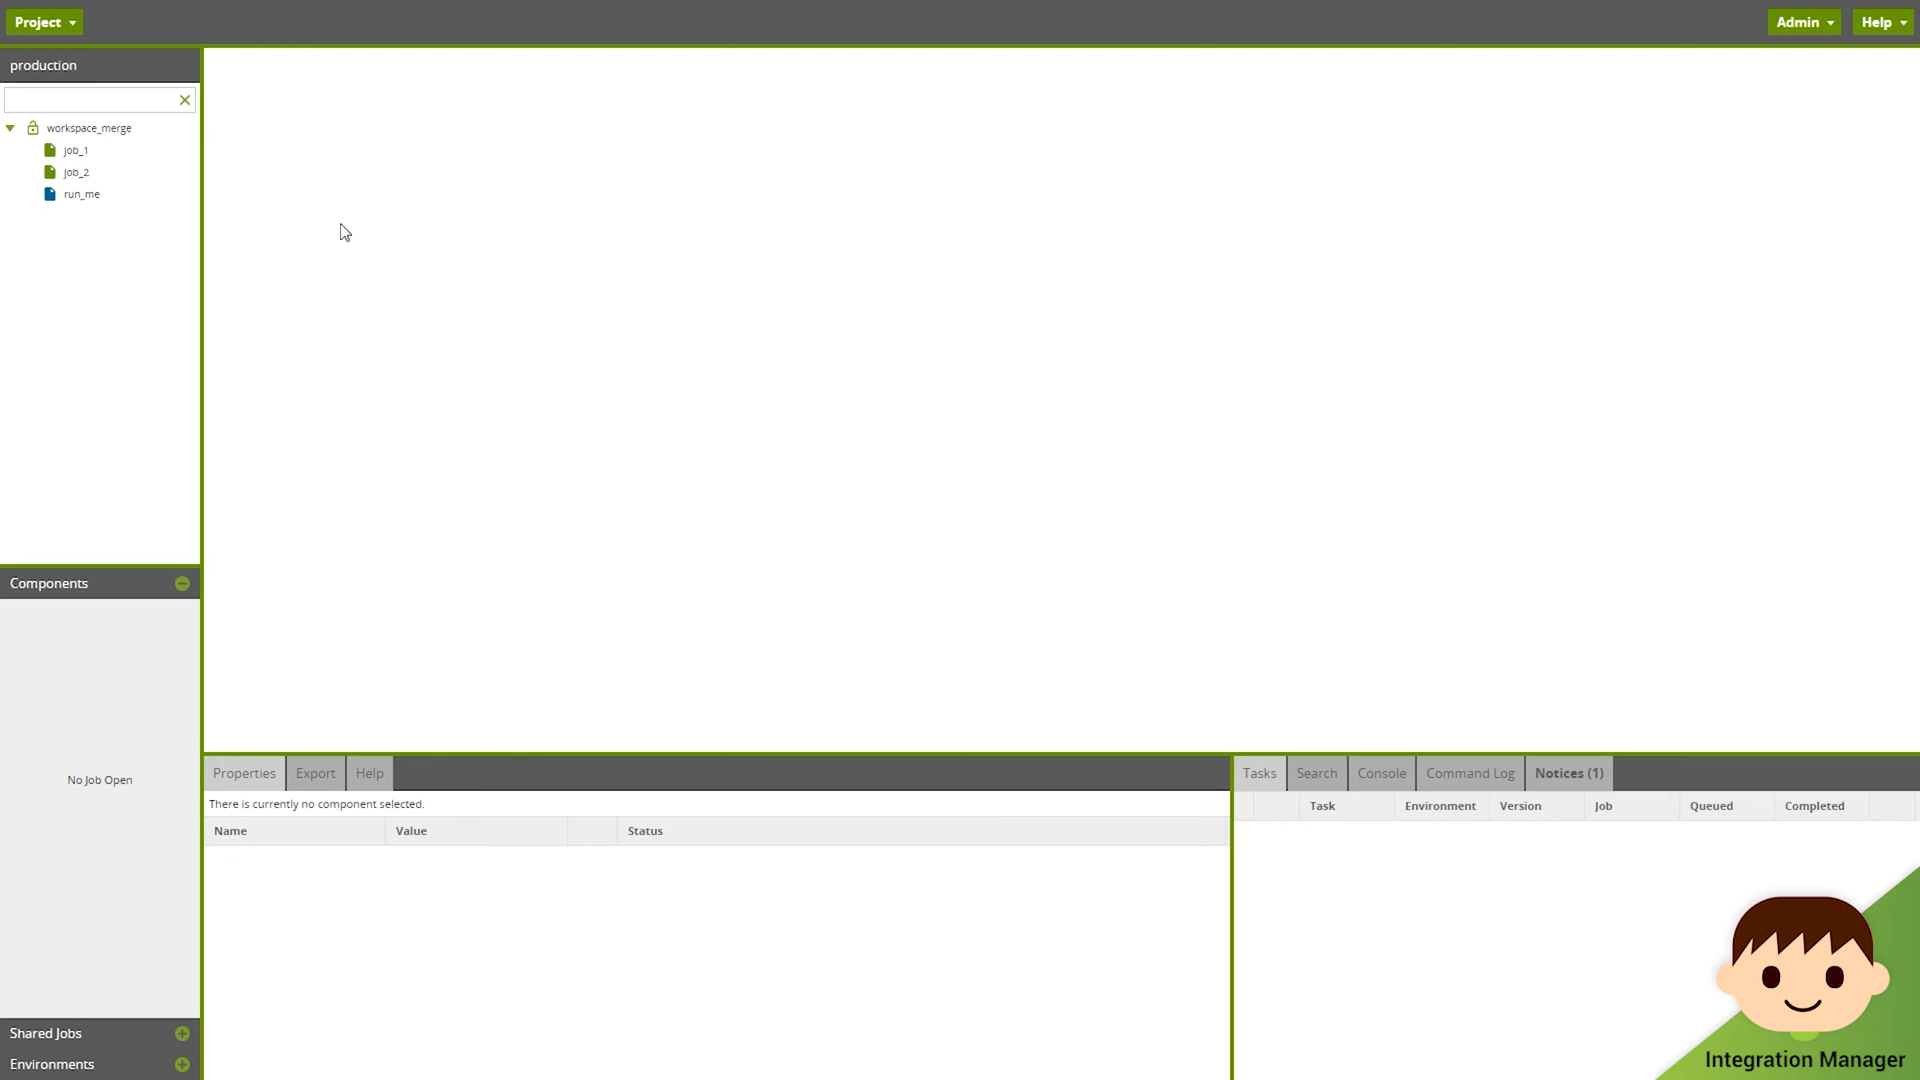 Project
Admin
Help
production
workspace_merge
job_1
job_2
run_me
Components
No Job Open
Shared Jobs
Environments
Properties
Export
Help
There is currently no component selected.
Name
Value
Status
Tasks
Search
Console
Command Log
Notices (1)
Task
Environment
Version
Job
Queued
Completed
Integration Manager